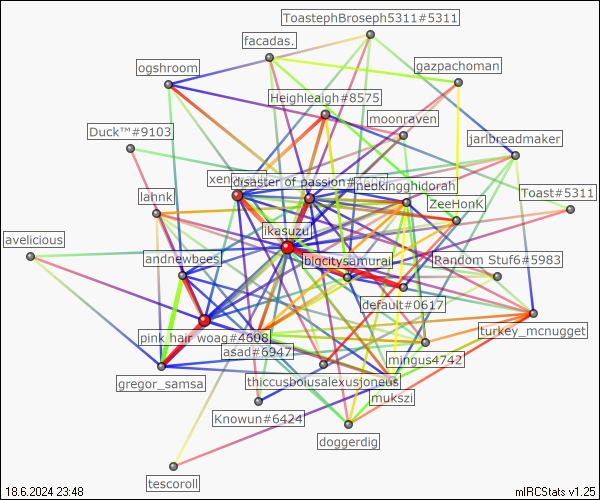 ToastephBroseph5311#5311
facadas.
gazpachoman
ogshroom
Heighleaigh#8575
moonraven
Duck™#9103
jarlbreadmaker
disaster of passion#
neokingghidorah
lahnk
Toast#5311
ZeeHonK
ikasuzu
avelicious
andnewbees
bigcitysamurai
Random Stuf6#5983
default#0617
pink hair woag#4608
turkey_mcnugget
asad#6947
mingus4742
gregor_samsa
thiccusboiusalexusjoneus
mukszi
Knowun#6424
doggerdig
tescoroll
18.6.2024 23:48
mIRCStats v1.25